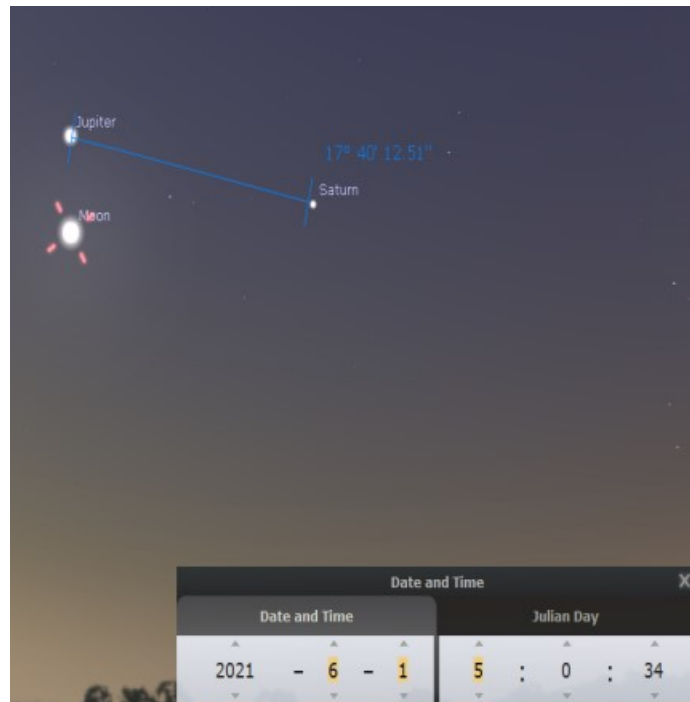 Jupiter
17° 40' 12.51"
Saturn
Moon
Date and Time X
Date and Time Julian Day
2021 - 6 - 1 5 : 0 : 34